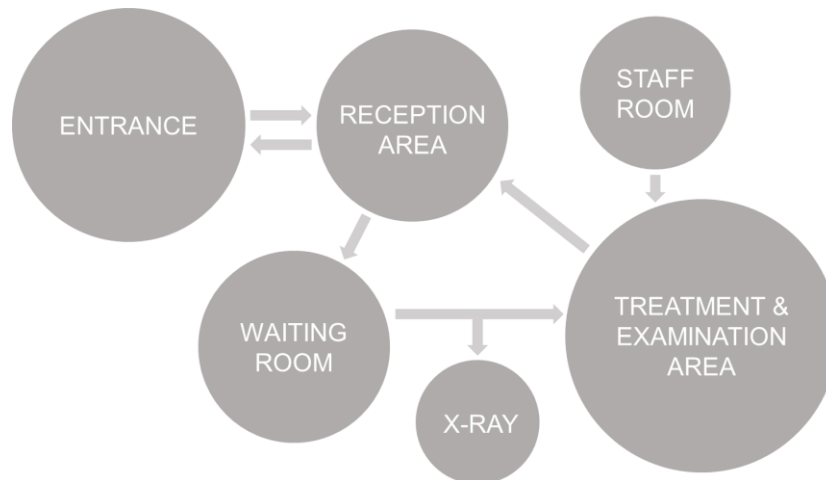 ENTRANCE
RECEPTION
AREA
STAFF
ROOM
WAITING
ROOM
TREATMENT &
EXAMINATION
AREA
X-RAY